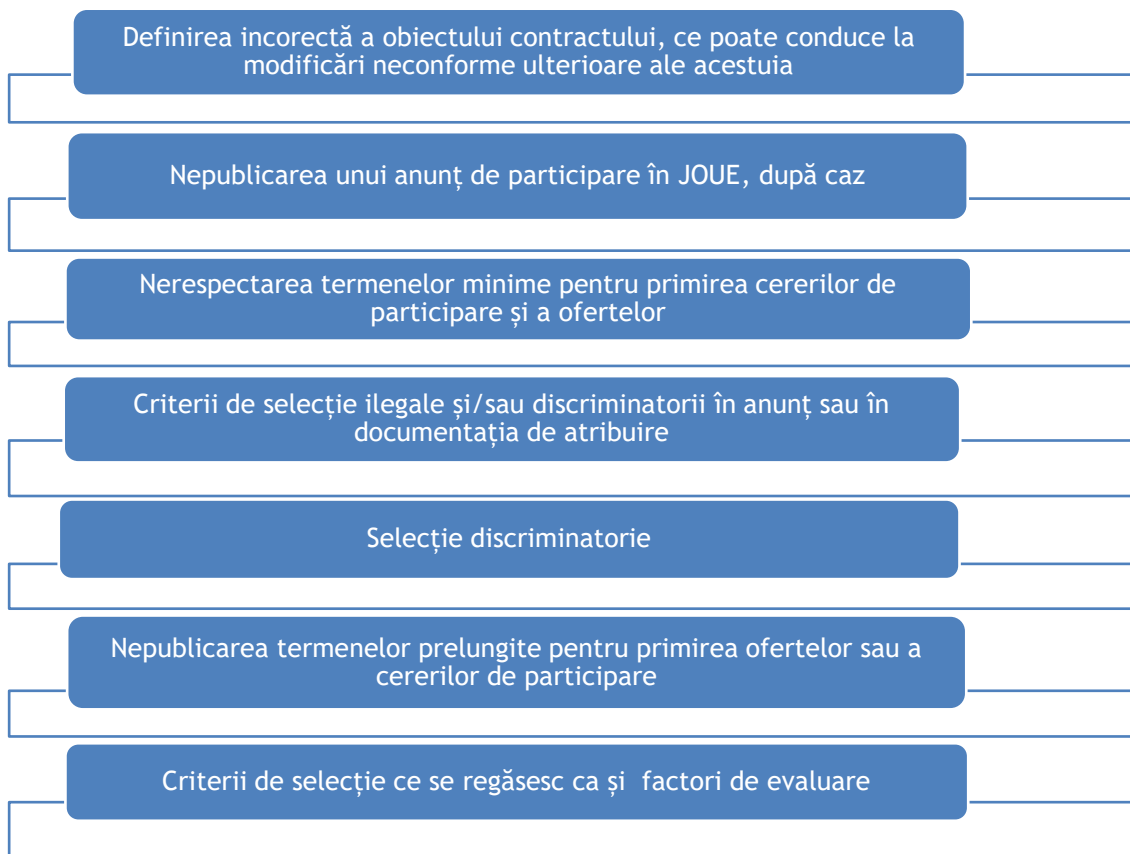 Definirea incorectă a obiectului contractului, ce poate conduce la
modificări neconforme ulterioare ale acestuia
Nepublicarea unui anunț de participare în JOUE, după caz
Nerespectarea termenelor minime pentru primirea cererilor de
participare și a ofertelor
Criterii de selecție ilegale și/sau discriminatorii în anunț sau în
documentația de atribuire
Selecție discriminatorie
Nepublicarea termenelor prelungite pentru primirea ofertelor sau a
cererilor de participare
Criterii de selecție ce se regăsesc ca și factori de evaluare